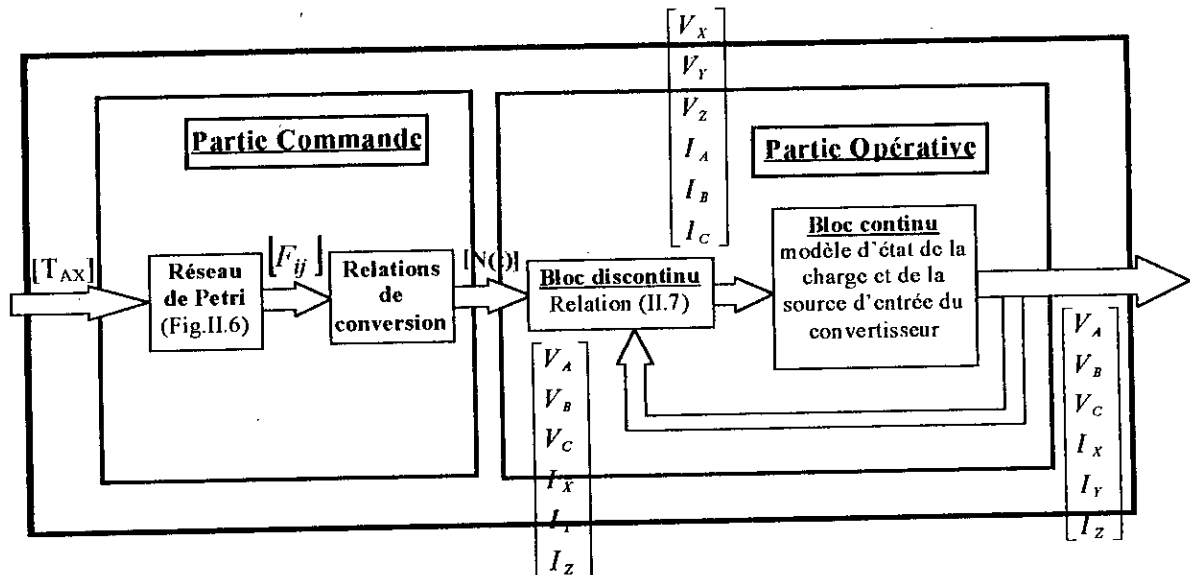 V_X
V_Y
V_Z
I_A
I_B
I_C
Partie Commande
Partie Opérative
[T_AX]
Réseau
de Petri
(Fig.II.6)
[F_ij]
Relations
de
conversion
Bloc discontinu
Relation (II.7)
Bloc continu
modèle d'état de la
charge et de la
source d'entrée du
convertisseur
V_A
V_B
V_C
I_X
I_Z
V_A
V_B
V_C
I_X
I_Y
I_Z